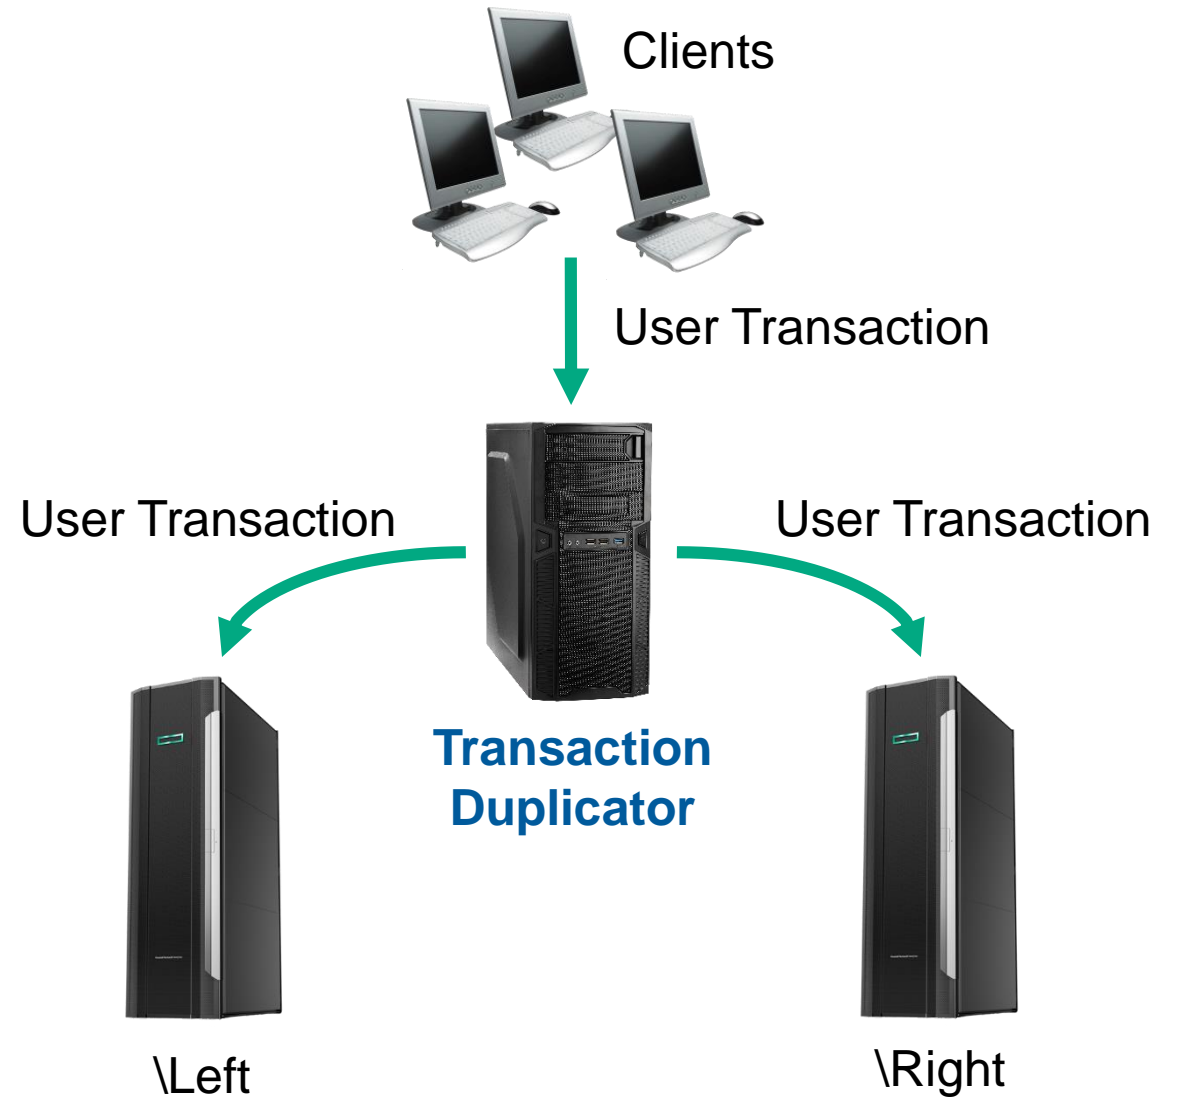 Clients
User Transaction
User Transaction
User Transaction
Transaction
Duplicator
\Left
\Right